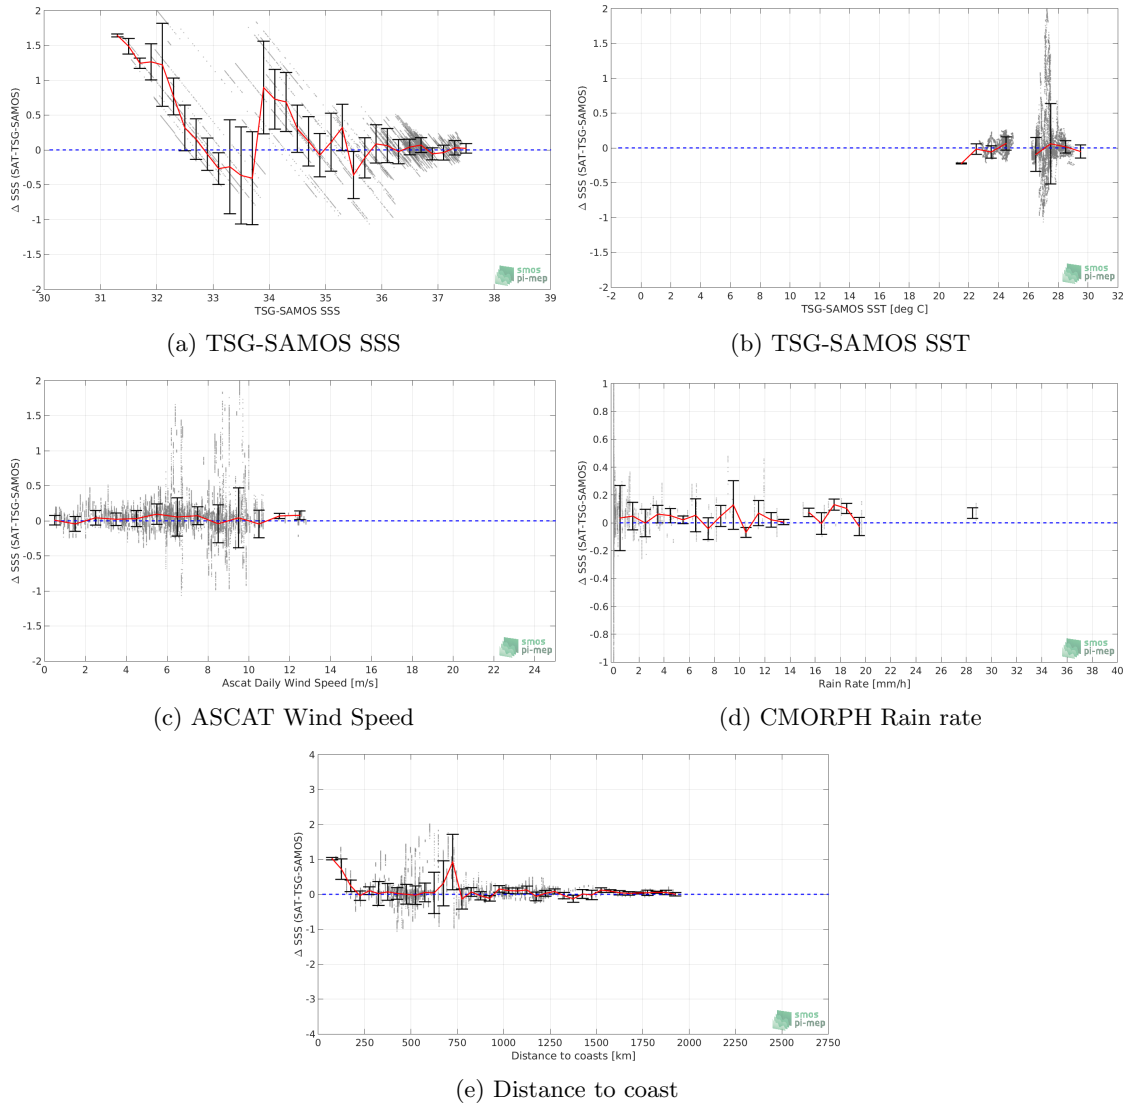 2
1.5
1
0.5
0
-0.5
-1
-1.5
-2
Δ SSS (SAT-TSG-SAMOS)
30 31 32 33 34 35 36 37 38 39
TSG-SAMOS SSS
smos
pi-mep
(a) TSG-SAMOS SSS
2
1.5
1
0.5
0
-0.5
-1
-1.5
-2
Δ SSS (SAT-TSG-SAMOS)
-2 0 2 4 6 8 10 12 14 16 18 20 22 24 26 28 30 32
TSG-SAMOS SST [deg C]
smos
pi-mep
(b) TSG-SAMOS SST
2
1.5
1
0.5
0
-0.5
-1
-1.5
-2
Δ SSS (SAT-TSG-SAMOS)
0 2 4 6 8 10 12 14 16 18 20 22 24
Ascat Daily Wind Speed [m/s]
smos
pi-mep
(c) ASCAT Wind Speed
1
0.8
0.6
0.4
0.2
0
-0.2
-0.4
-0.6
-0.8
-1
Δ SSS (SAT-TSG-SAMOS)
0 2 4 6 8 10 12 14 16 18 20 22 24 26 28 30 32 34 36 38 40
Rain Rate [mm/h]
smos
pi-mep
(d) CMORPH Rain rate
4
3
2
1
0
-1
-2
-3
-4
Δ SSS (SAT-TSG-SAMOS)
0 250 500 750 1000 1250 1500 1750 2000 2250 2500 2750
Distance to coasts [km]
smos
pi-mep
(e) Distance to coast